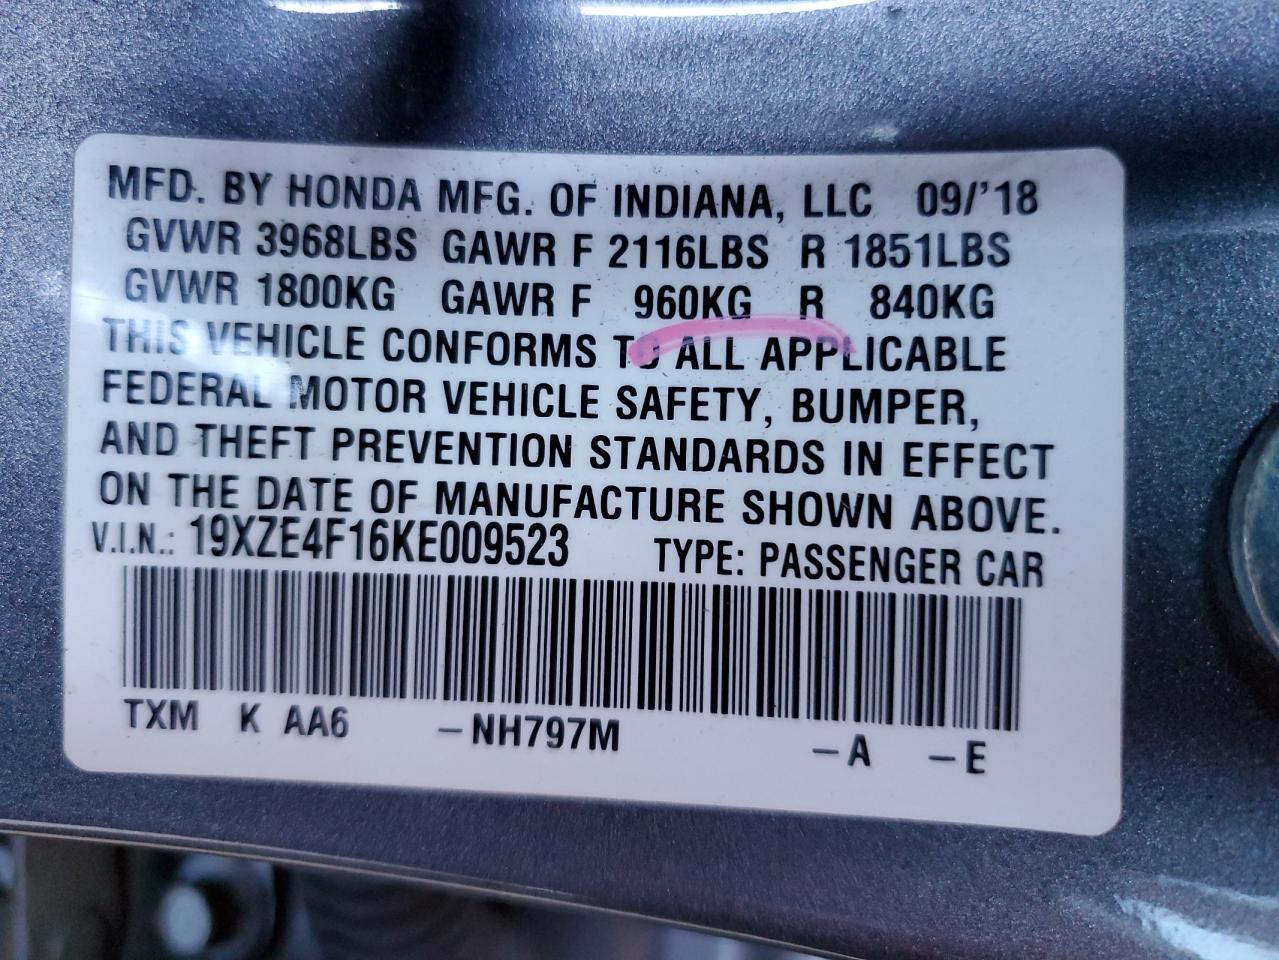 MFD. BY HONDA MFG. OF INDIANA, LLC 09/'18
GVWR 3968LBS GAWR F 2116LBS R 1851LBS
GVWR 1800KG GAWR F 960KG R 840KG
THIS VEHICLE CONFORMS TO ALL APPLICABLE
FEDERAL MOTOR VEHICLE SAFETY, BUMPER,
AND THEFT PREVENTION STANDARDS IN EFFECT
ON THE DATE OF MANUFACTURE SHOWN ABOVE.
V.I.N.: 19XZE4F16KE009523 TYPE: PASSENGER CAR
TXM K AA6 –NH797M –A –E